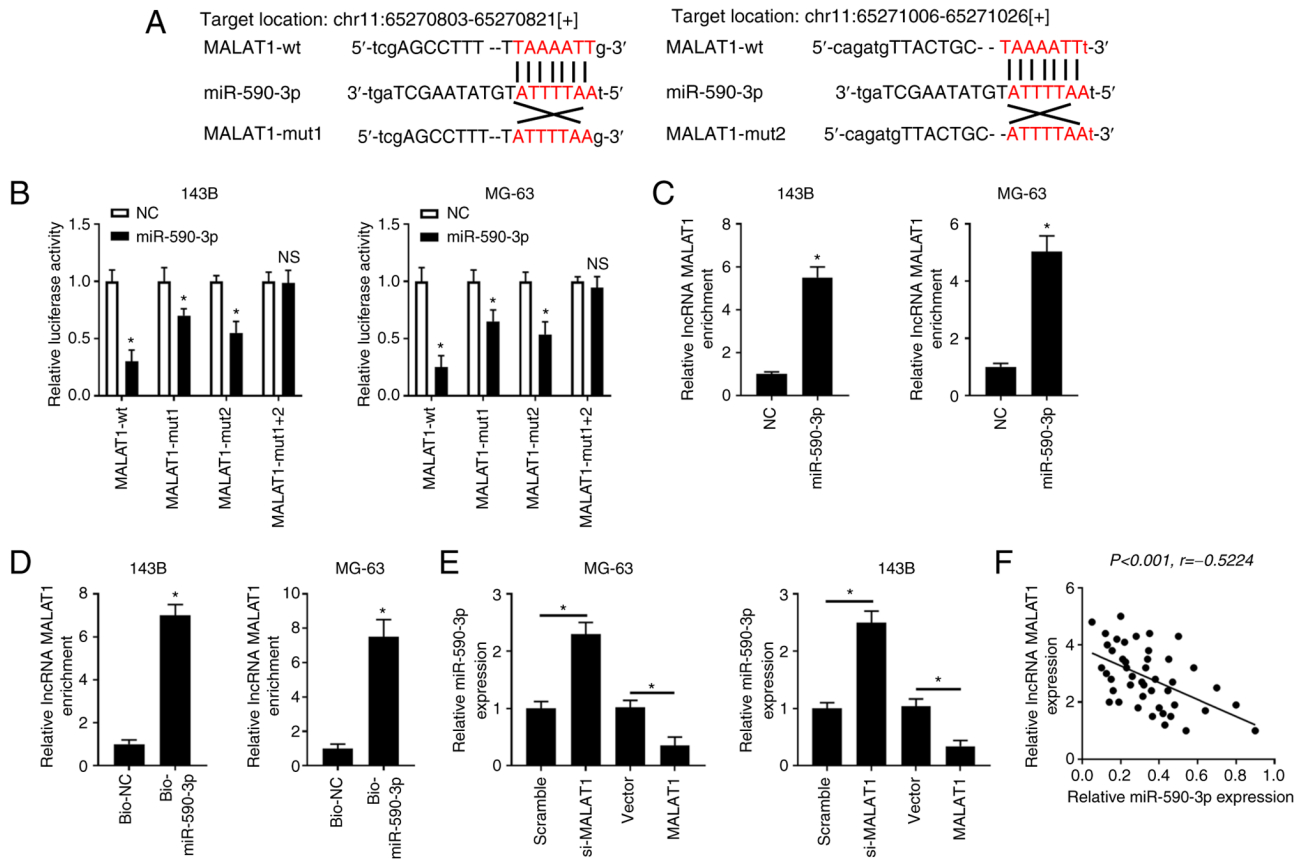 A
Target location: chr11:65270803-65270821[+]
MALAT1-wt 5′-tcgAGCCTTT --TTAAAATTg-3′
miR-590-3p 3′-tgaTCGAATATGTATTTTAAt-5′
MALAT1-mut1 5′-tcgAGCCTTT--TATTTTAAg-3′
Target location: chr11:65271006-65271026[+]
MALAT1-wt 5′-cagatgTTACTGC- - TAAAATTt-3′
miR-590-3p 3′-tgaTCGAATATGTATTTTAAt-5′
MALAT1-mut2 5′-cagatgTTACTGC--ATTTTAAt-3′
B
143B
NC
miR-590-3p
Relative luciferase activity
1.5
1.0
0.5
0.0
* * * NS
MALAT1-wt
MALAT1-mut1
MALAT1-mut2
MALAT1-mut1+2
MG-63
NC
miR-590-3p
Relative luciferase activity
1.5
1.0
0.5
0.0
* * * NS
MALAT1-wt
MALAT1-mut1
MALAT1-mut2
MALAT1-mut1+2
C
143B
Relative lncRNA MALAT1
enrichment
8
6
4
2
0
*
NC
miR-590-3p
MG-63
Relative lncRNA MALAT1
enrichment
6
4
2
0
*
NC
miR-590-3p
D
143B
Relative lncRNA MALAT1
enrichment
8
6
4
2
0
*
Bio-NC
Bio-
miR-590-3p
MG-63
Relative lncRNA MALAT1
enrichment
10
8
6
4
2
0
*
Bio-NC
Bio-
miR-590-3p
E
MG-63
Relative miR-590-3p
expression
3
2
1
0
* *
Scramble
si-MALAT1
Vector
MALAT1
143B
Relative miR-590-3p
expression
3
2
1
0
* *
Scramble
si-MALAT1
Vector
MALAT1
F
P<0.001, r=−0.5224
Relative lncRNA MALAT1
expression
6
4
2
0
0.0 0.2 0.4 0.6 0.8 1.0
Relative miR-590-3p expression